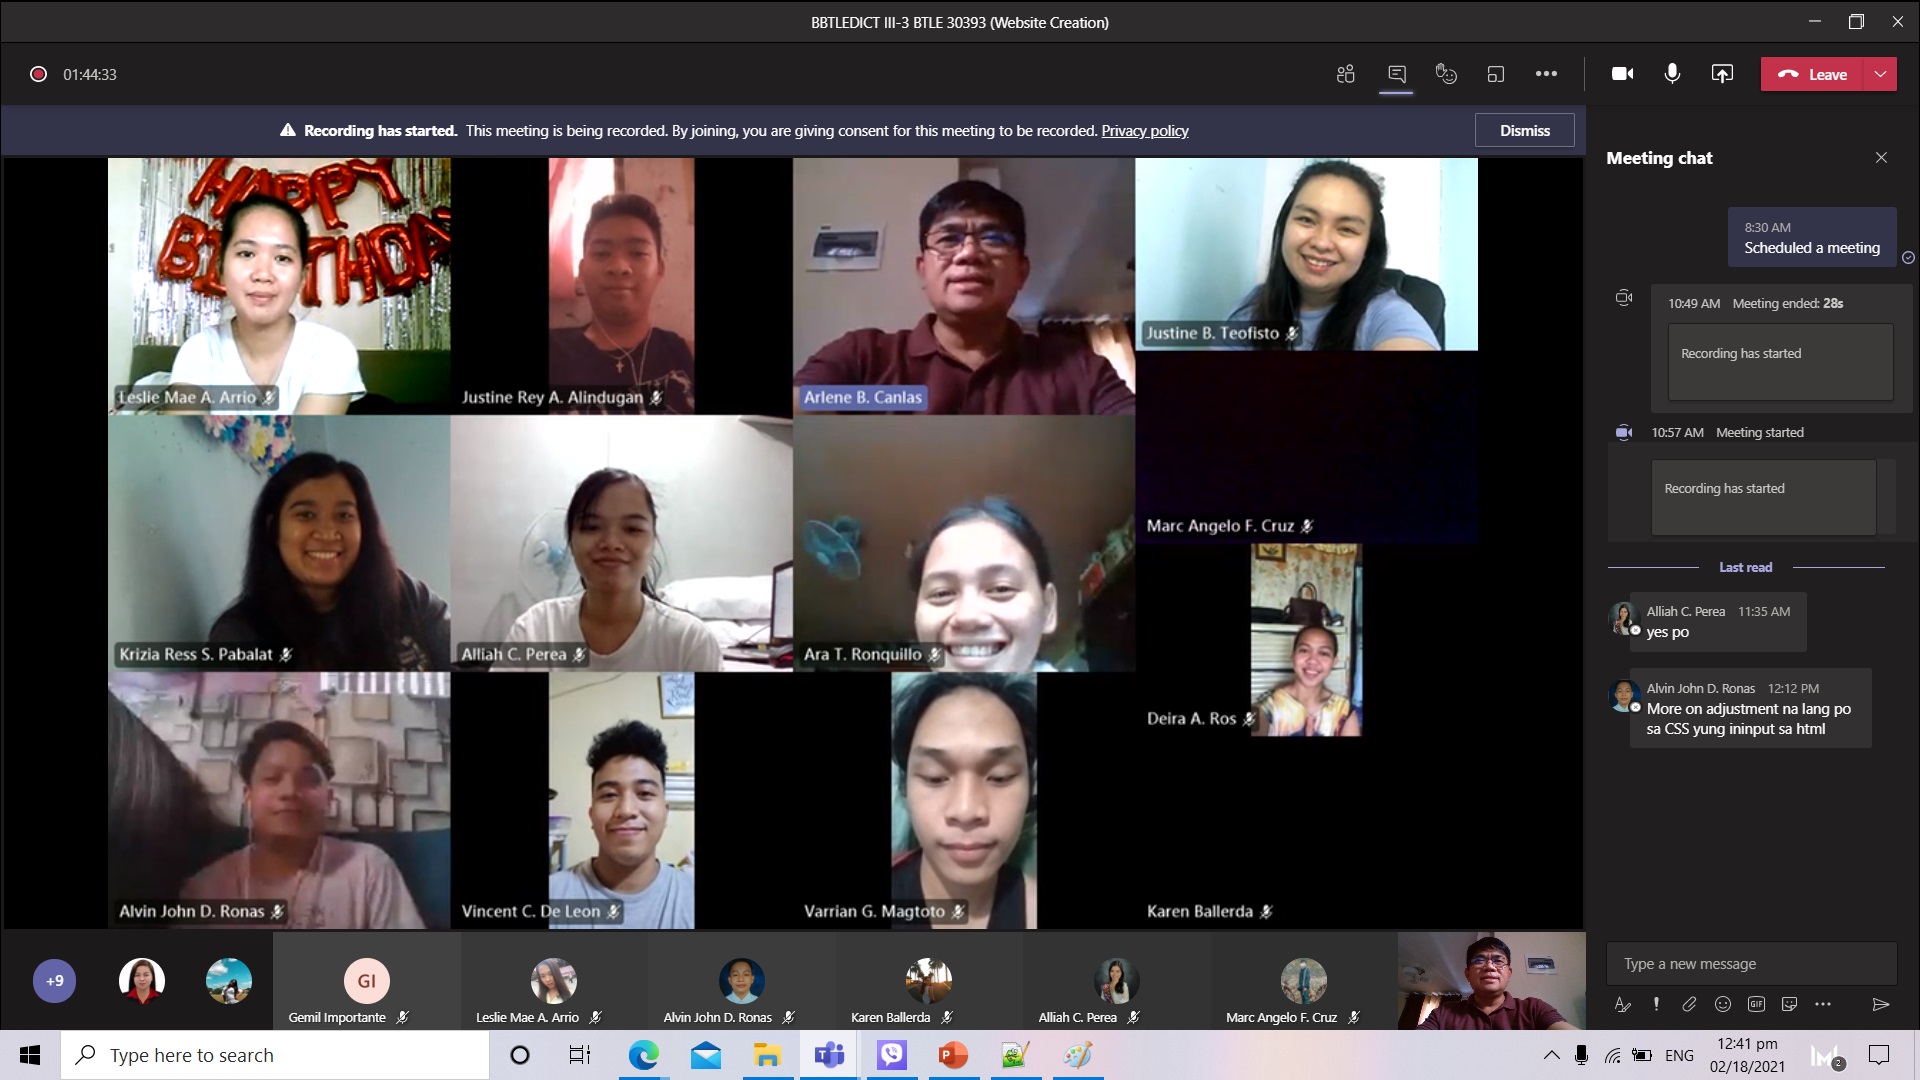 BBTLEDICT III-3 BTLE 30393 (Website Creation)
01:44:33
Leave
Recording has started. This meeting is being recorded. By joining, you are giving consent for this meeting to be recorded. Privacy policy
Dismiss
HAPPY
BIRTHDA
Leslie Mae A. Arrio
Justine Rey A. Alindugan
Arlene B. Canlas
Justine B. Teofisto
Marc Angelo F. Cruz
Krizia Ress S. Pabalat
Alliah C. Perea
Ara T. Ronquillo
Deira A. Ros
Alvin John D. Ronas
Vincent C. De Leon
Varrian G. Magtoto
Karen Ballerda
+9
GI
Gemil Importante
Leslie Mae A. Arrio
Alvin John D. Ronas
Karen Ballerda
Alliah C. Perea
Marc Angelo F. Cruz
Meeting chat
8:30 AM
Scheduled a meeting
10:49 AM Meeting ended: 28s
Recording has started
10:57 AM Meeting started
Recording has started
Last read
Alliah C. Perea 11:35 AM
yes po
Alvin John D. Ronas 12:12 PM
More on adjustment na lang po
sa CSS yung ininput sa html
Type a new message
GIF
Type here to search
ENG
12:41 pm
02/18/2021
2